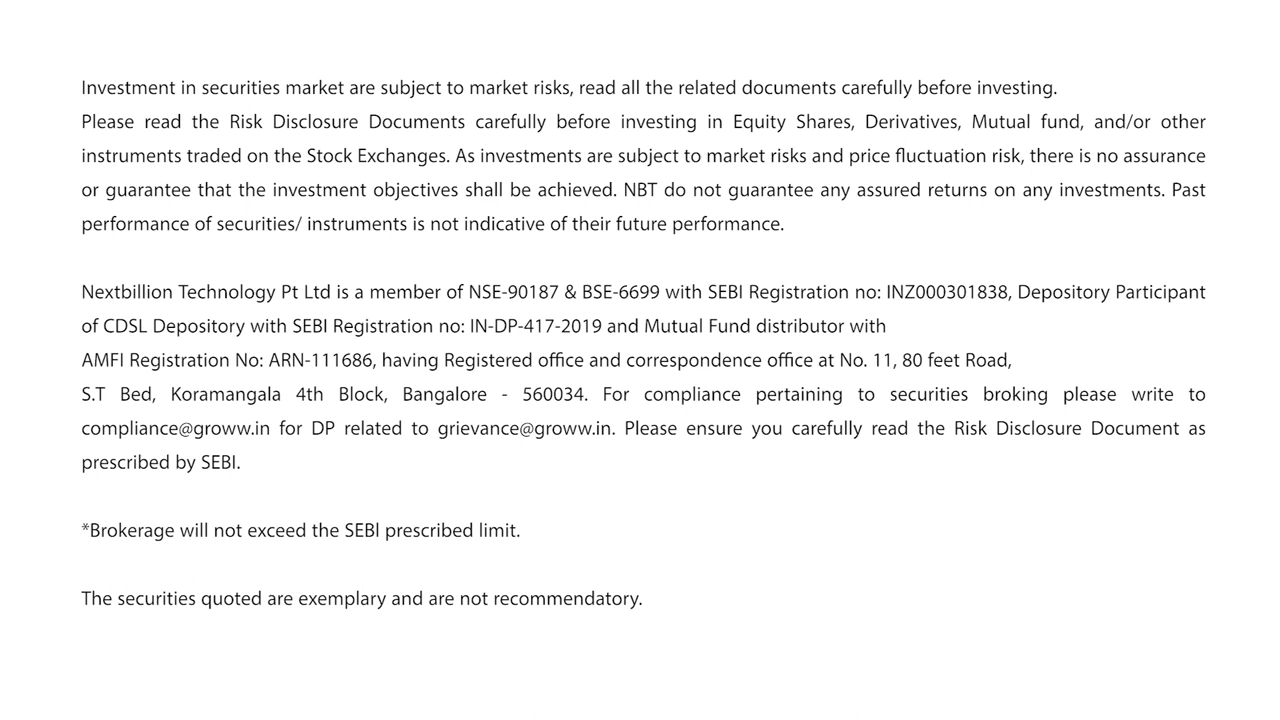 Investment in securities market are subject to market risks, read all the related documents carefully before investing.
Please read the Risk Disclosure Documents carefully before investing in Equity Shares, Derivatives, Mutual fund, and/or other
instruments traded on the Stock Exchanges. As investments are subject to market risks and price fluctuation risk, there is no assurance
or guarantee that the investment objectives shall be achieved. NBT do not guarantee any assured returns on any investments. Past
performance of securities/ instruments is not indicative of their future performance.
Nextbillion Technology Pt Ltd is a member of NSE-90187 & BSE-6699 with SEBI Registration no: INZ000301838, Depository Participant
of CDSL Depository with SEBI Registration no: IN-DP-417-2019 and Mutual Fund distributor with
AMFI Registration No: ARN-111686, having Registered office and correspondence office at No. 11, 80 feet Road,
S.T Bed, Koramangala 4th Block, Bangalore - 560034. For compliance pertaining to securities broking please write to
compliance@groww.in for DP related to grievance@groww.in. Please ensure you carefully read the Risk Disclosure Document as
prescribed by SEBI.
*Brokerage will not exceed the SEBI prescribed limit.
The securities quoted are exemplary and are not recommendatory.